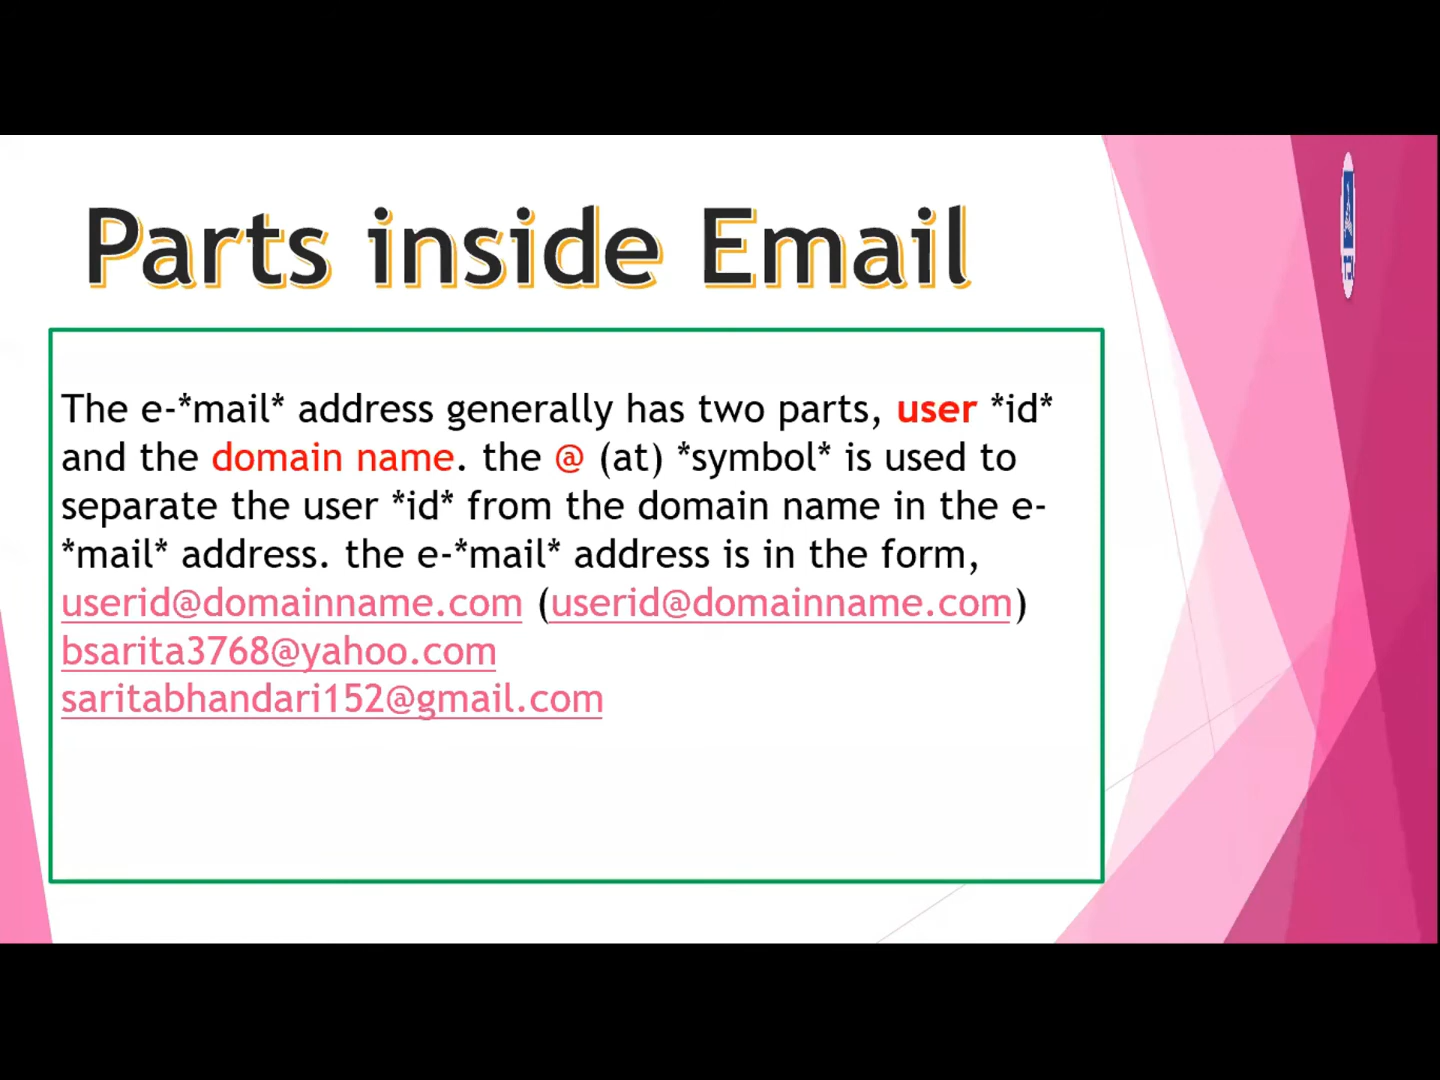 Parts inside Email
The e-*mail* address generally has two parts, user *id*
and the domain name. the @ (at) *symbol* is used to
separate the user *id* from the domain name in the e-
*mail* address. the e-*mail* address is in the form,
userid@domainname.com (userid@domainname.com)
bsarita3768@yahoo.com
saritabhandari152@gmail.com